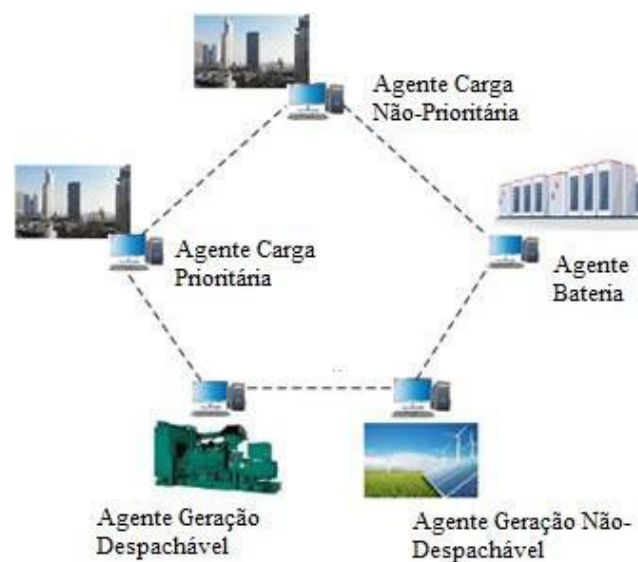 Agente Carga
Não-Prioritária
Agente Carga
Prioritária
Agente
Bateria
...
Agente Geração
Despachável
Agente Geração Não-
Despachável